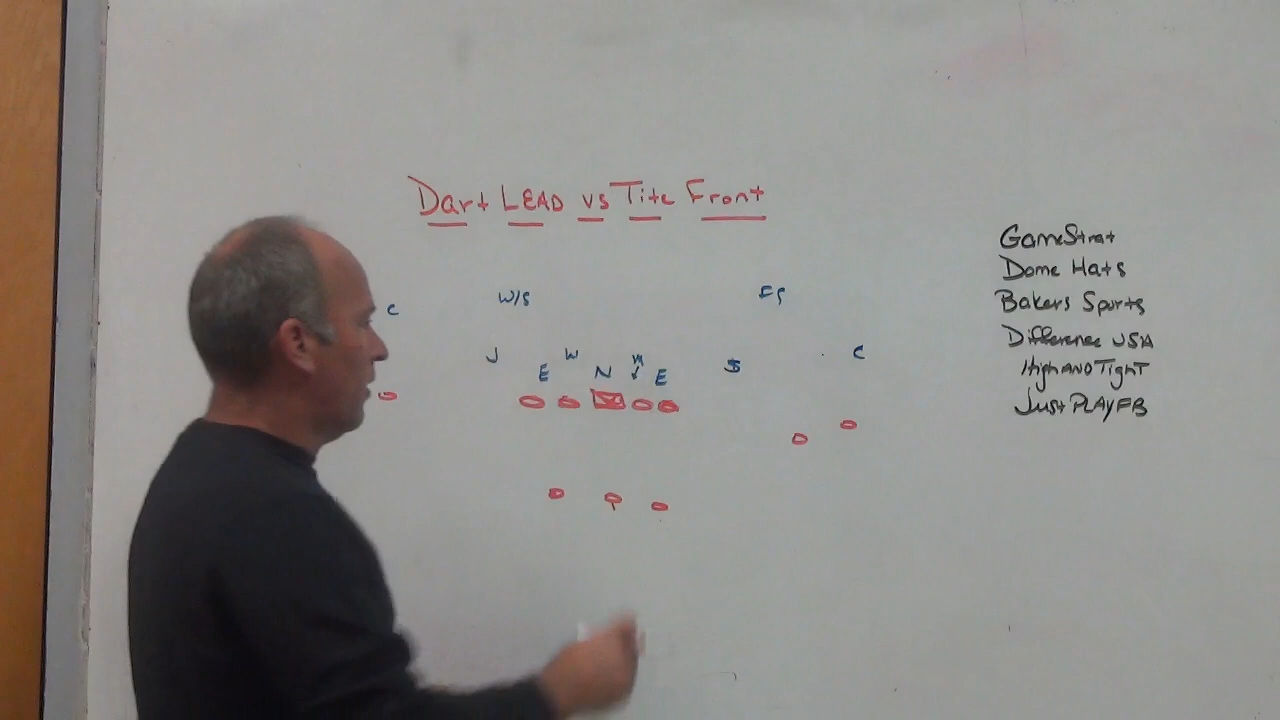 Dart LEAD vs Tite Front
GameStrat
Dome Hats
Bakers Sports
Difference USA
High AND Tight
Just PLAY FB
C W/S FS
J W M $ C
E N E